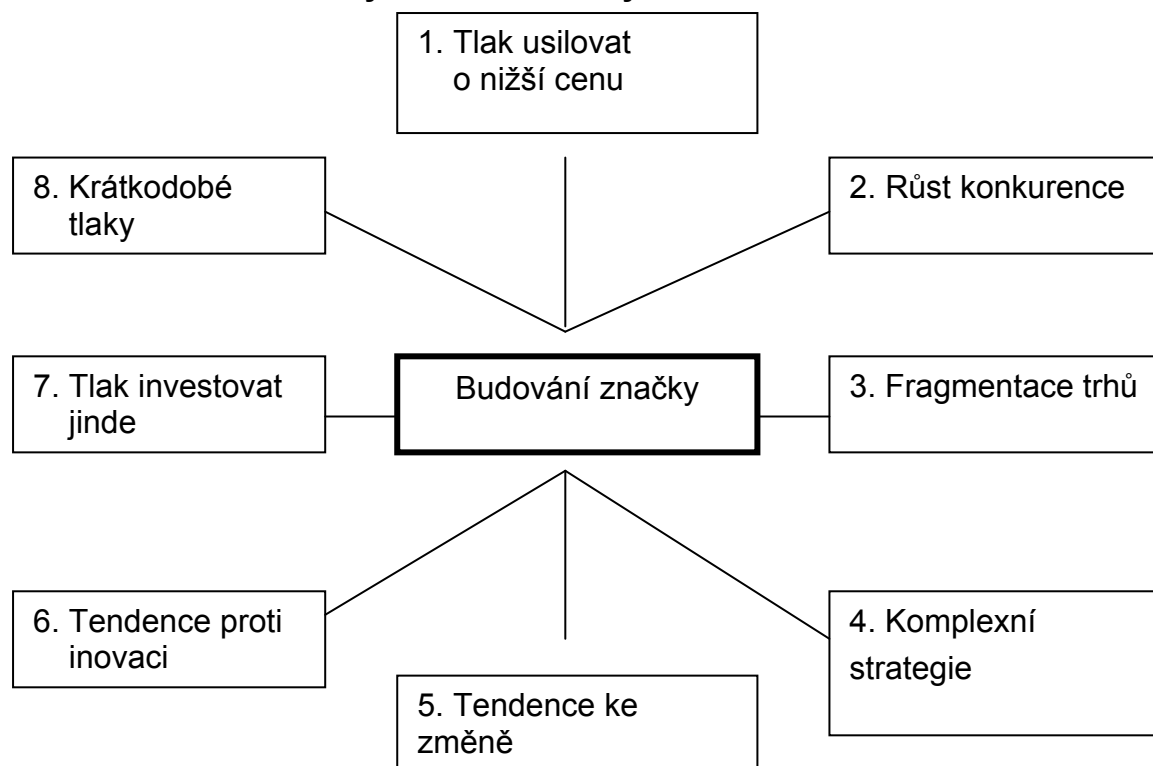 1. Tlak usilovat
o nižší cenu
8. Krátkodobé
tlaky
2. Růst konkurence
7. Tlak investovat
jinde
Budování značky
3. Fragmentace trhů
6. Tendence proti
inovaci
4. Komplexní
strategie
5. Tendence ke
změně